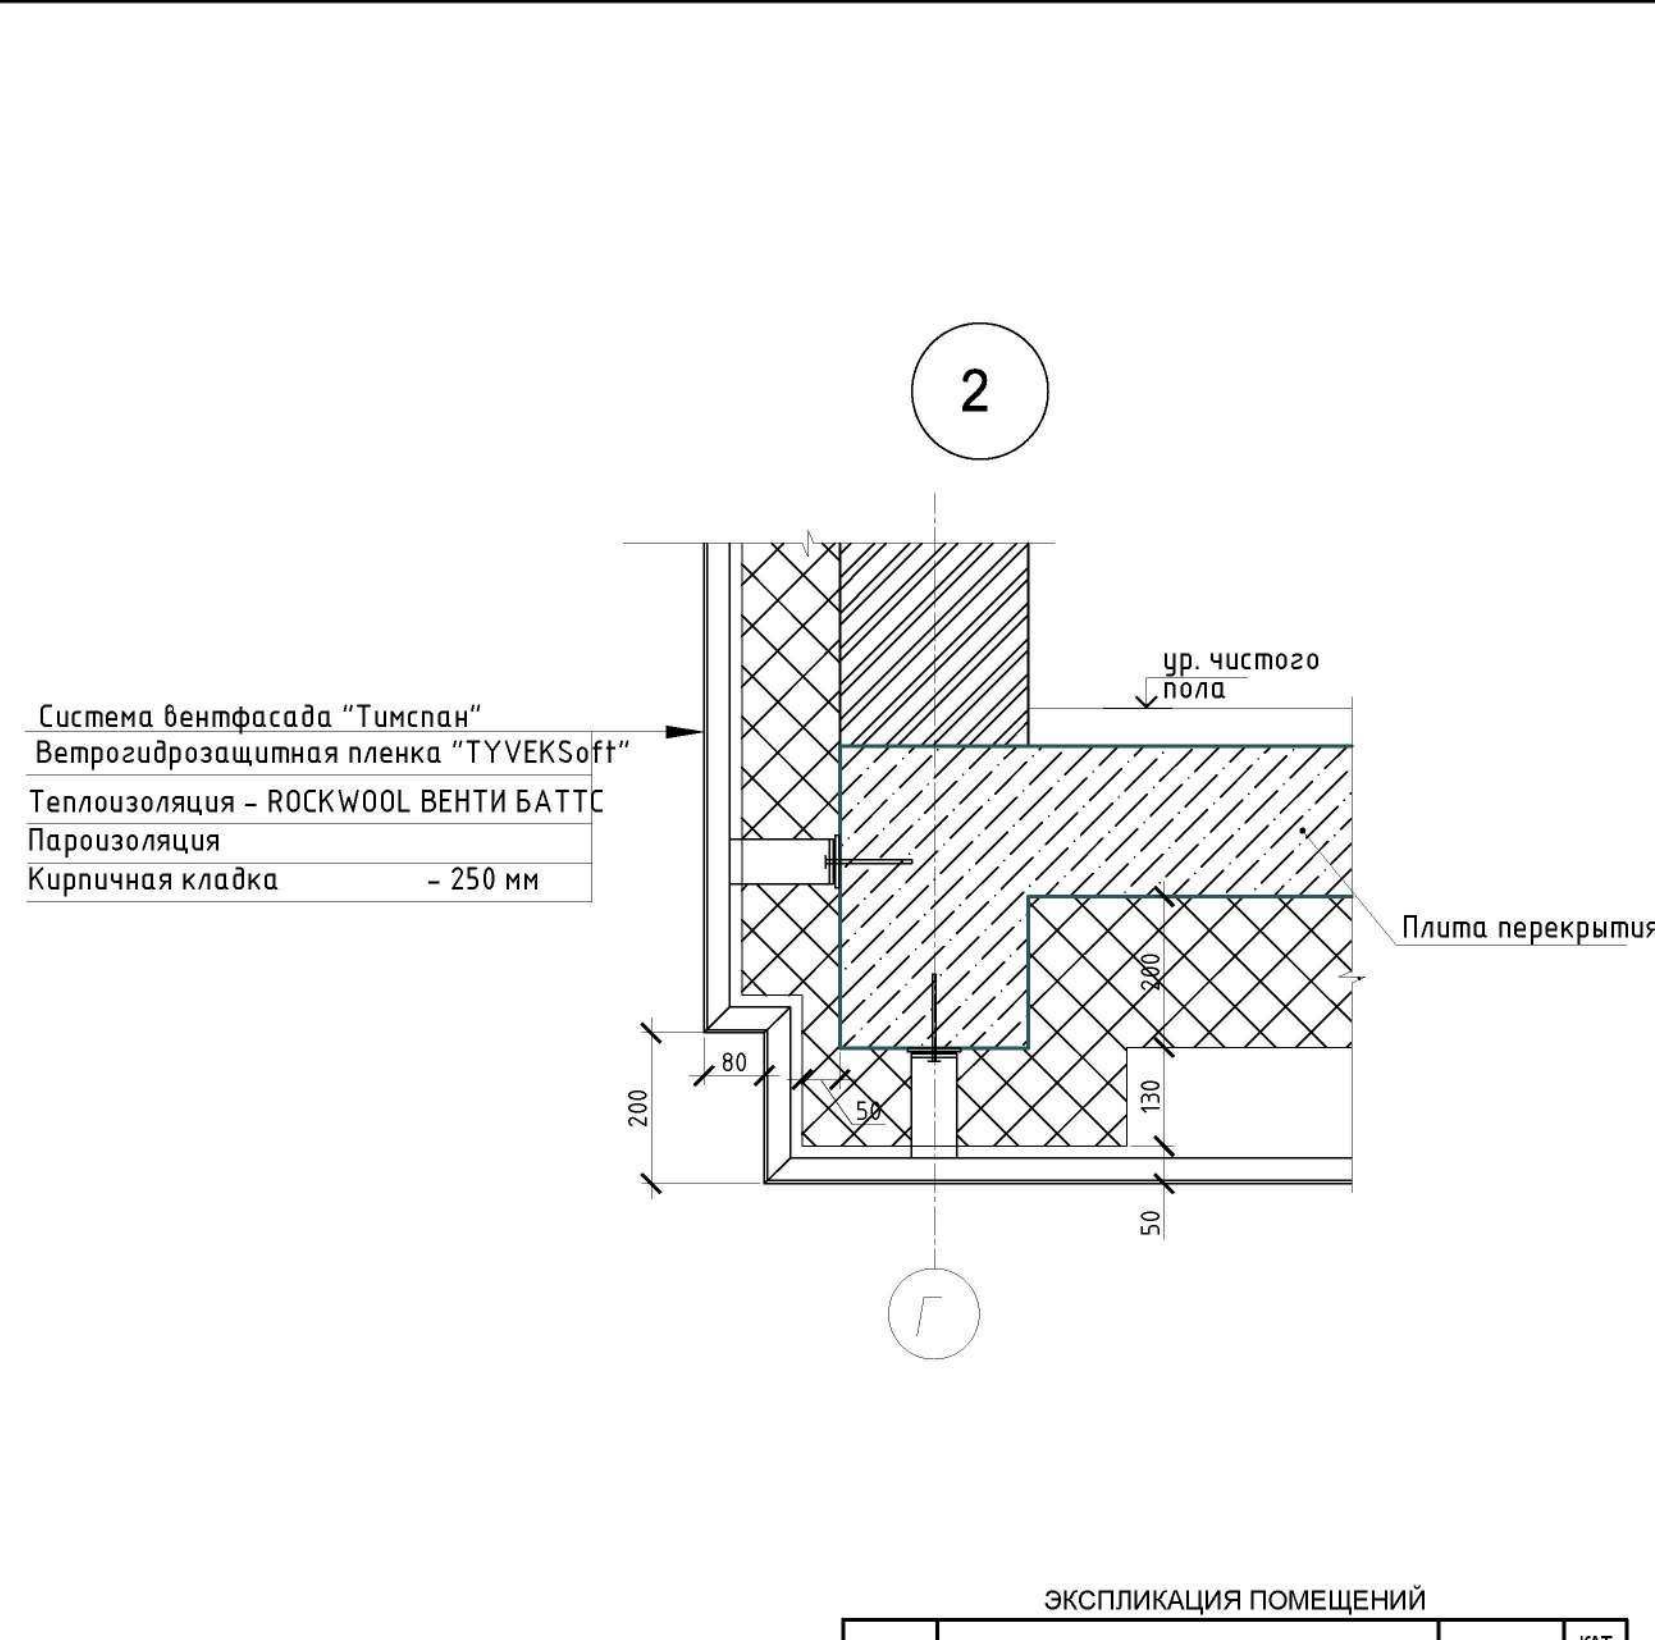 2
ур. чистого
пола
Система вентфасада "Тимспан"
Ветрогидрозащитная пленка "TYVEKSoft"
Теплоизоляция - ROCKWOOL ВЕНТИ БАТТС
Пароизоляция
Кирпичная кладка - 250 мм
Плита перекрытия
200
80
50
200
130
50
Г
ЭКСПЛИКАЦИЯ ПОМЕЩЕНИЙ